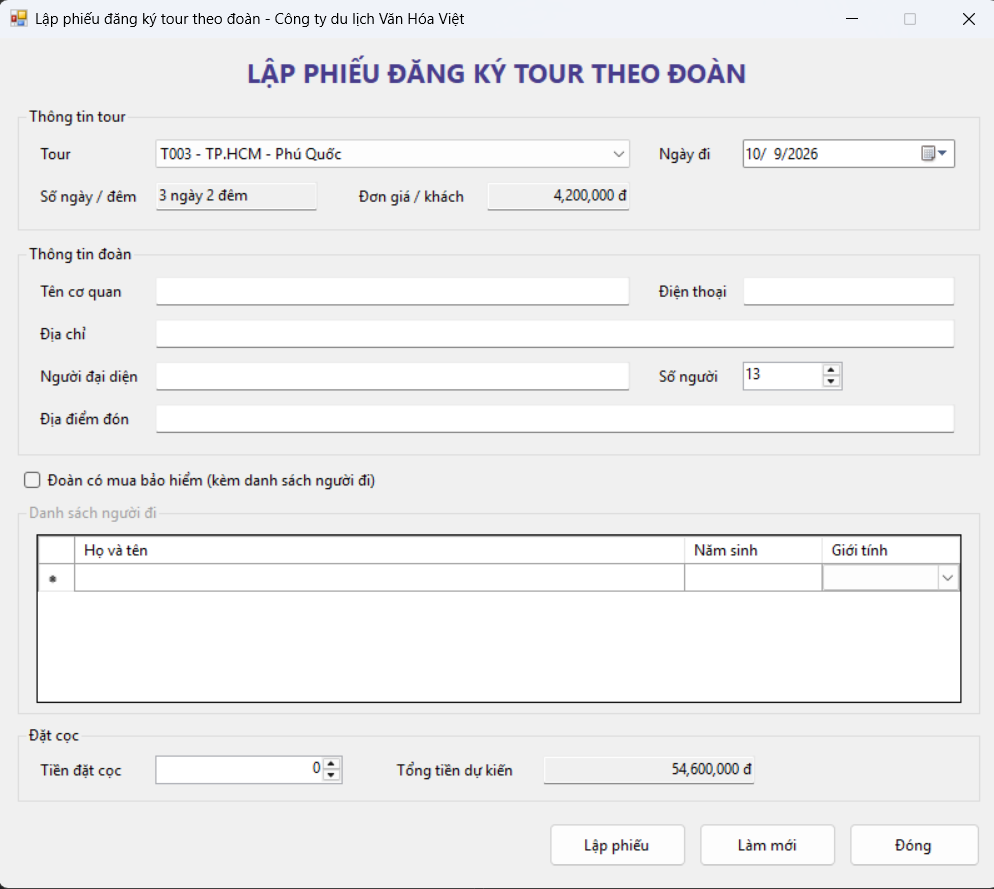 Lập phiếu đăng ký tour theo đoàn - Công ty du lịch Văn Hóa Việt
LẬP PHIẾU ĐĂNG KÝ TOUR THEO ĐOÀN
Thông tin tour
Tour T003 - TP.HCM - Phú Quốc Ngày đi 10/ 9/2026
Số ngày / đêm 3 ngày 2 đêm Đơn giá / khách 4,200,000 đ
Thông tin đoàn
Tên cơ quan Điện thoại
Địa chỉ
Người đại diện Số người 13
Địa điểm đón
Đoàn có mua bảo hiểm (kèm danh sách người đi)
Danh sách người đi
Họ và tên Năm sinh Giới tính
Đặt cọc
Tiền đặt cọc 0 Tổng tiền dự kiến 54,600,000 đ
Lập phiếu Làm mới Đóng